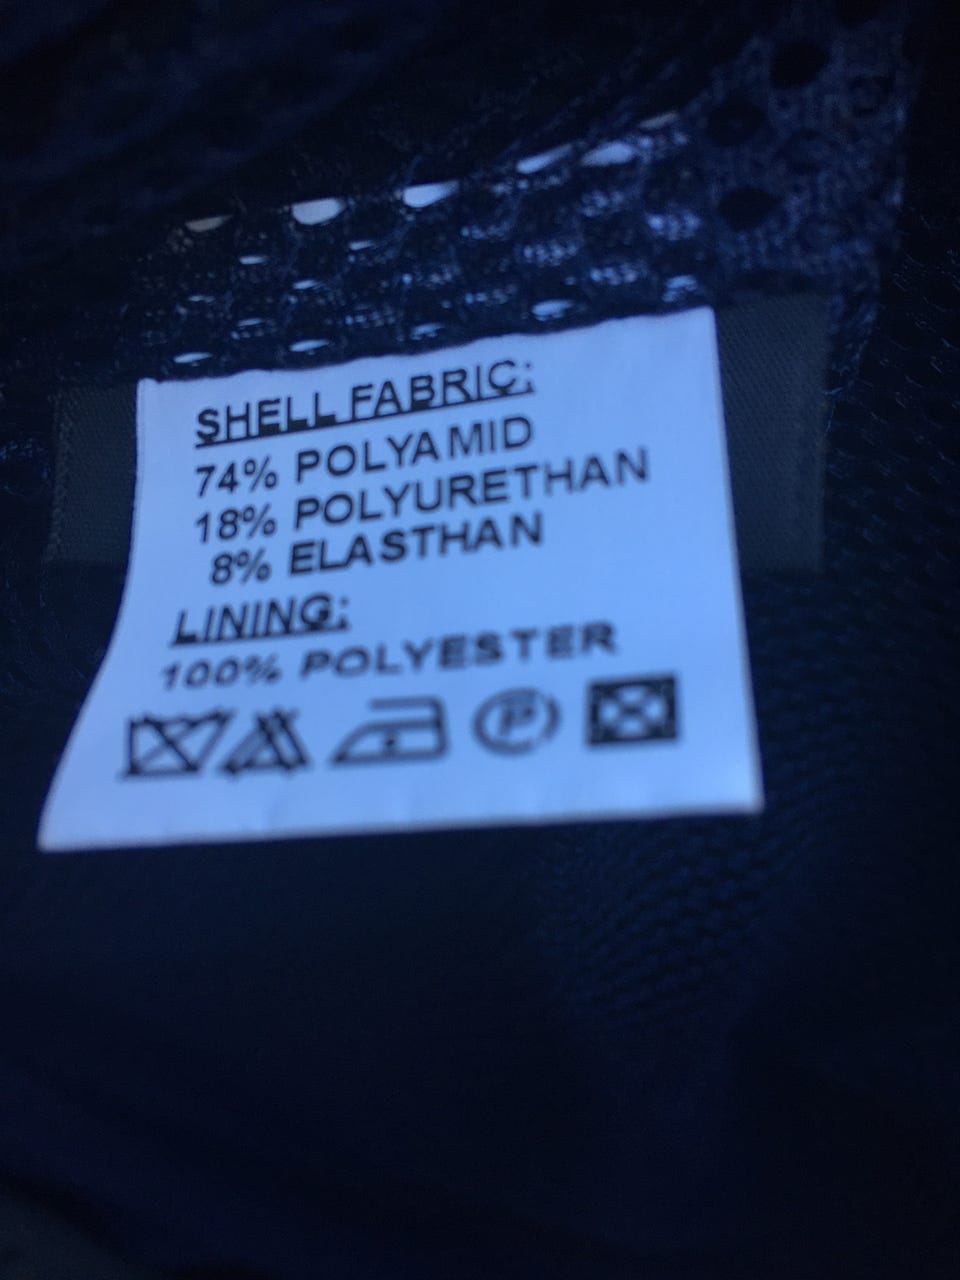 SHELL FABRIC:
74% POLYAMID
18% POLYURETHAN
8% ELASTHAN
LINING:
100% POLYESTER
P